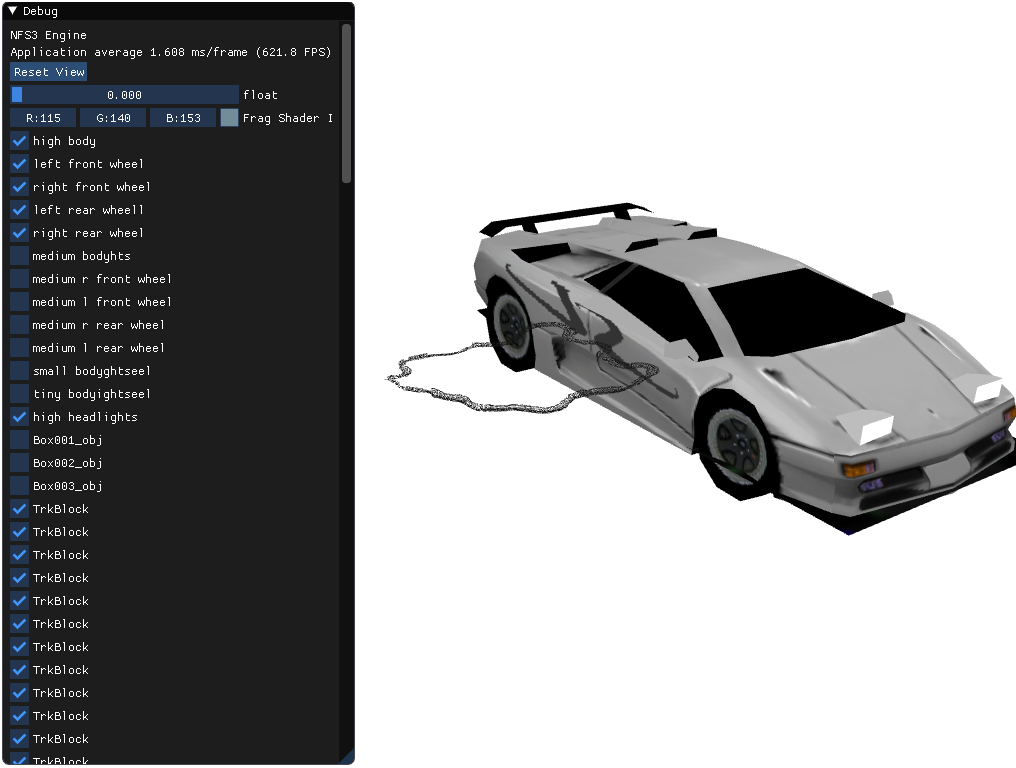 Debug
NFS3 Engine
Application average 1.608 ms/frame (621.8 FPS)
Reset View
0.000 float
R:115 G:140 B:153 Frag Shader I
high body
left front wheel
right front wheel
left rear wheell
right rear wheel
medium bodyhts
medium r front wheel
medium l front wheel
medium r rear wheel
medium l rear wheel
small bodyghtseel
tiny bodyightseel
high headlights
Box001_obj
Box002_obj
Box003_obj
TrkBlock
TrkBlock
TrkBlock
TrkBlock
TrkBlock
TrkBlock
TrkBlock
TrkBlock
TrkBlock
TrkBlock
TrkBlock
TrkBlock